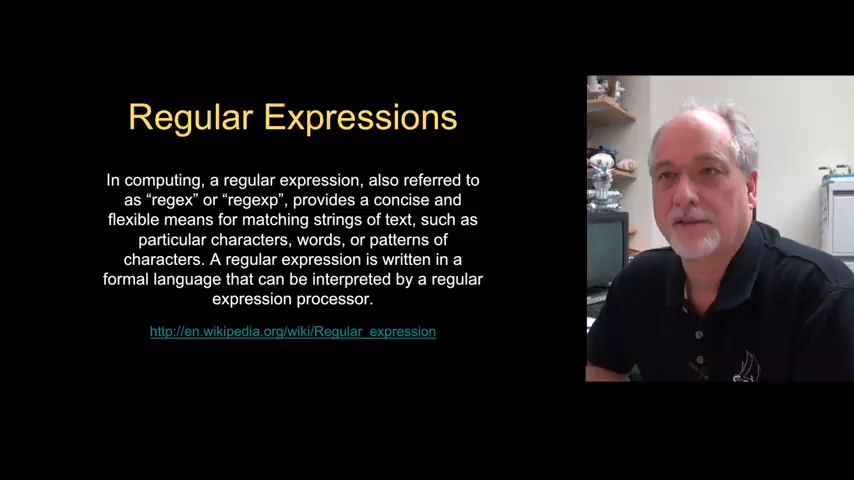 Regular Expressions
In computing, a regular expression, also referred to
as “regex” or “regexp”, provides a concise and
flexible means for matching strings of text, such as
particular characters, words, or patterns of
characters. A regular expression is written in a
formal language that can be interpreted by a regular
expression processor.
http://en.wikipedia.org/wiki/Regular_expression